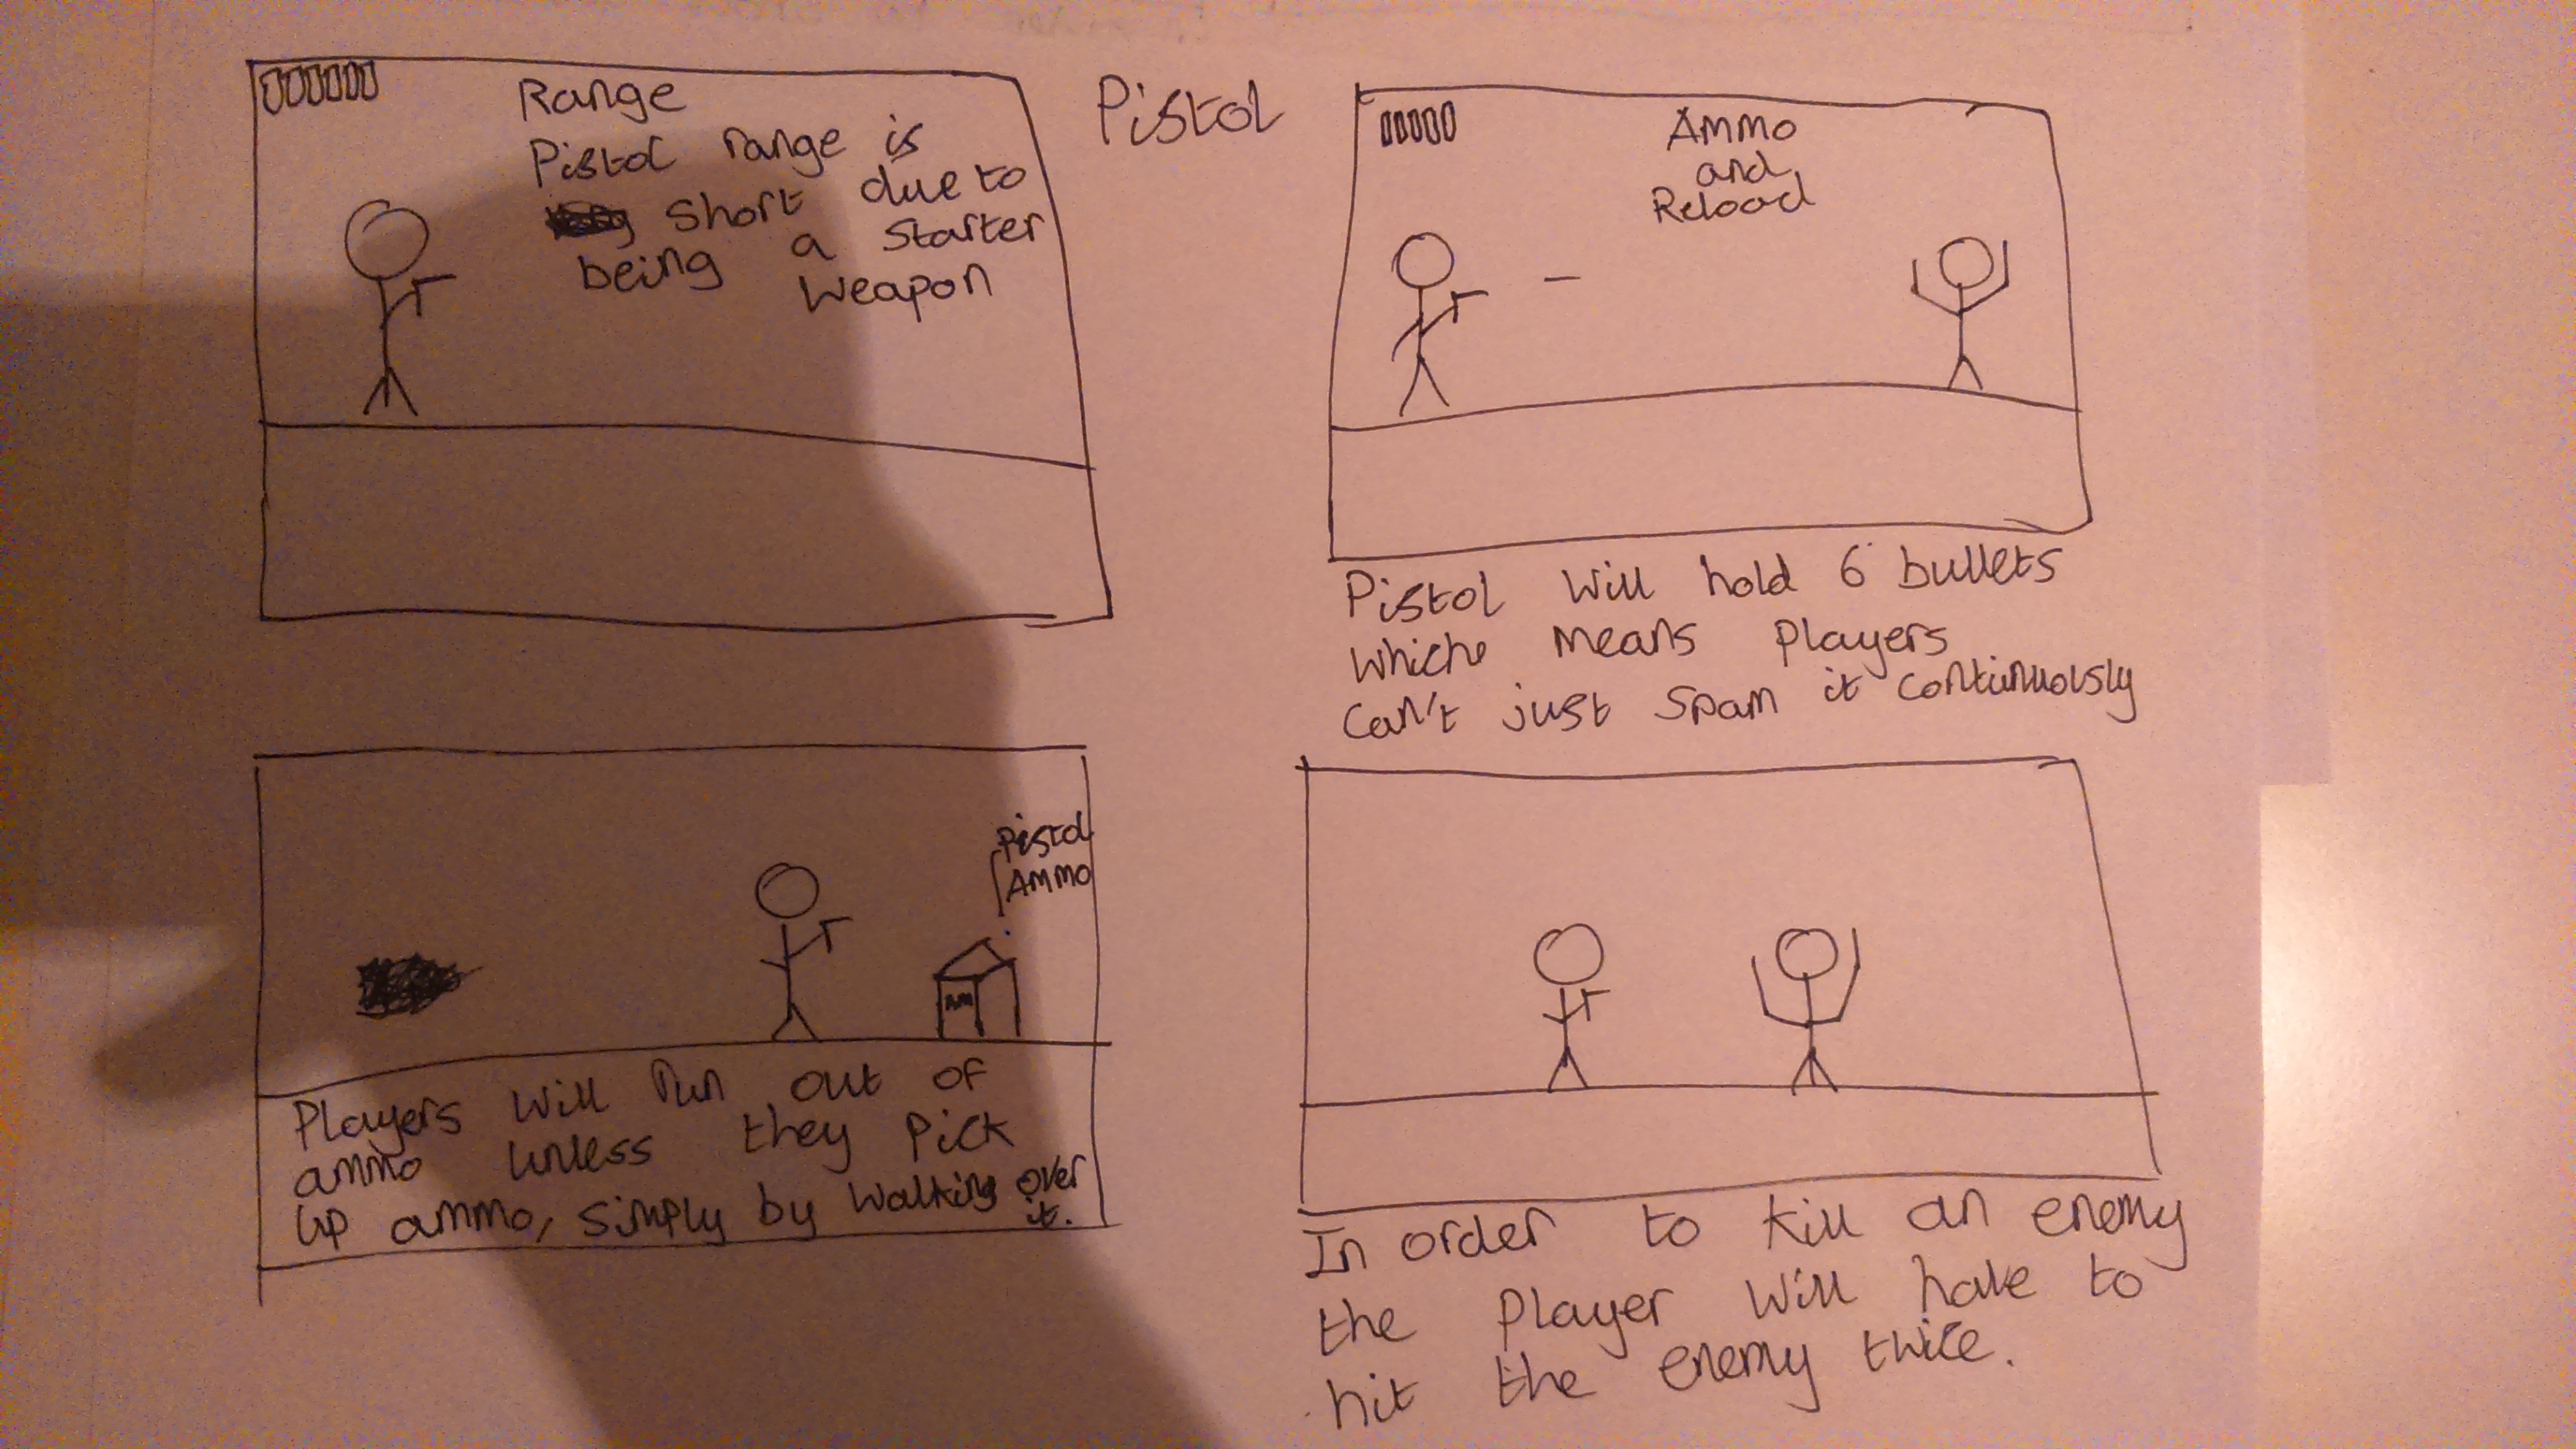 Pistol
Range
Pistol range is
short due to
being a starter
weapon
Ammo
and
Reload
Pistol will hold 6 bullets
which means players
can't just spam it continuously
Pistol
Ammo
AM
Players will run out of
ammo unless they pick
up ammo, simply by walking over
it.
In order to kill an enemy
the player will have to
hit the enemy twice.